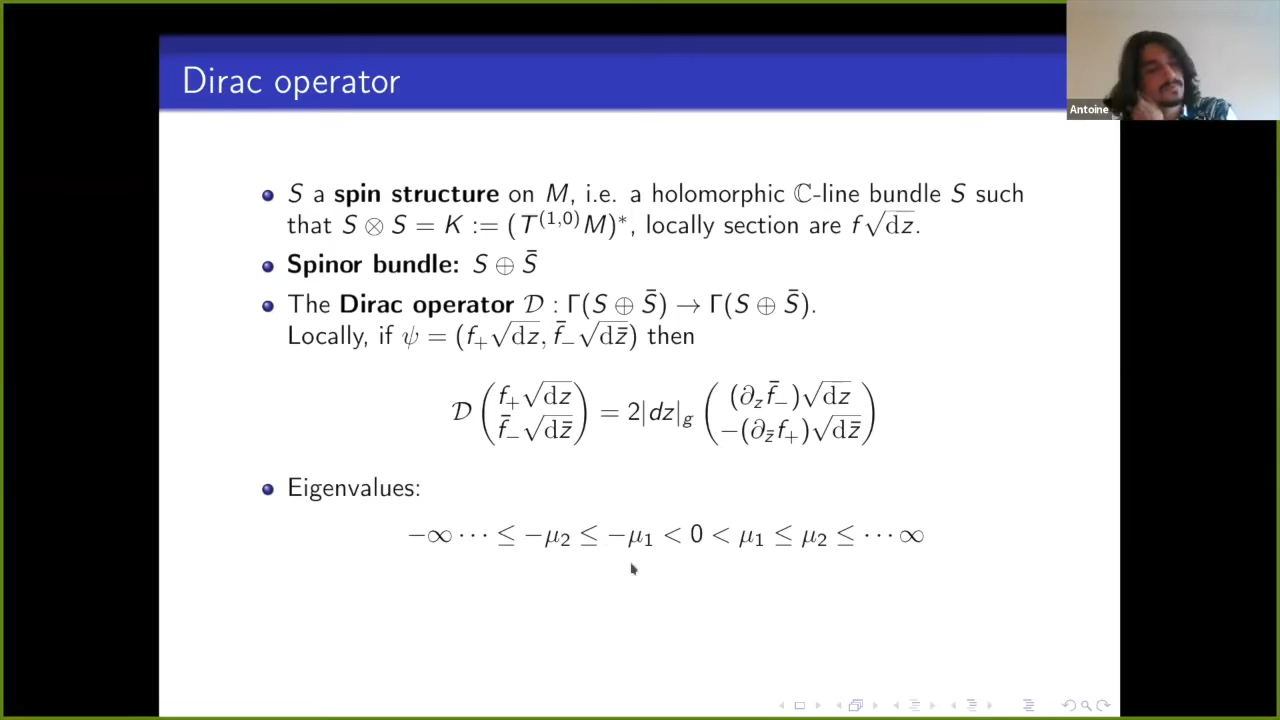 Dirac operator
Antoine
S a spin structure on M, i.e. a holomorphic ℂ-line bundle S such
that S ⊗ S = K := (T^(1,0)M)*, locally section are f√dz.
Spinor bundle: S ⊕ S̄
The Dirac operator 𝒟 : Γ(S ⊕ S̄) → Γ(S ⊕ S̄).
Locally, if ψ = (f₊√dz, f̄₋√dz̄) then
𝒟 (f₊√dz ; f̄₋√dz̄) = 2|dz|_g ((∂_z f̄₋)√dz ; −(∂_z̄ f₊)√dz̄)
Eigenvalues:
−∞ ⋯ ≤ −μ₂ ≤ −μ₁ < 0 < μ₁ ≤ μ₂ ≤ ⋯ ∞